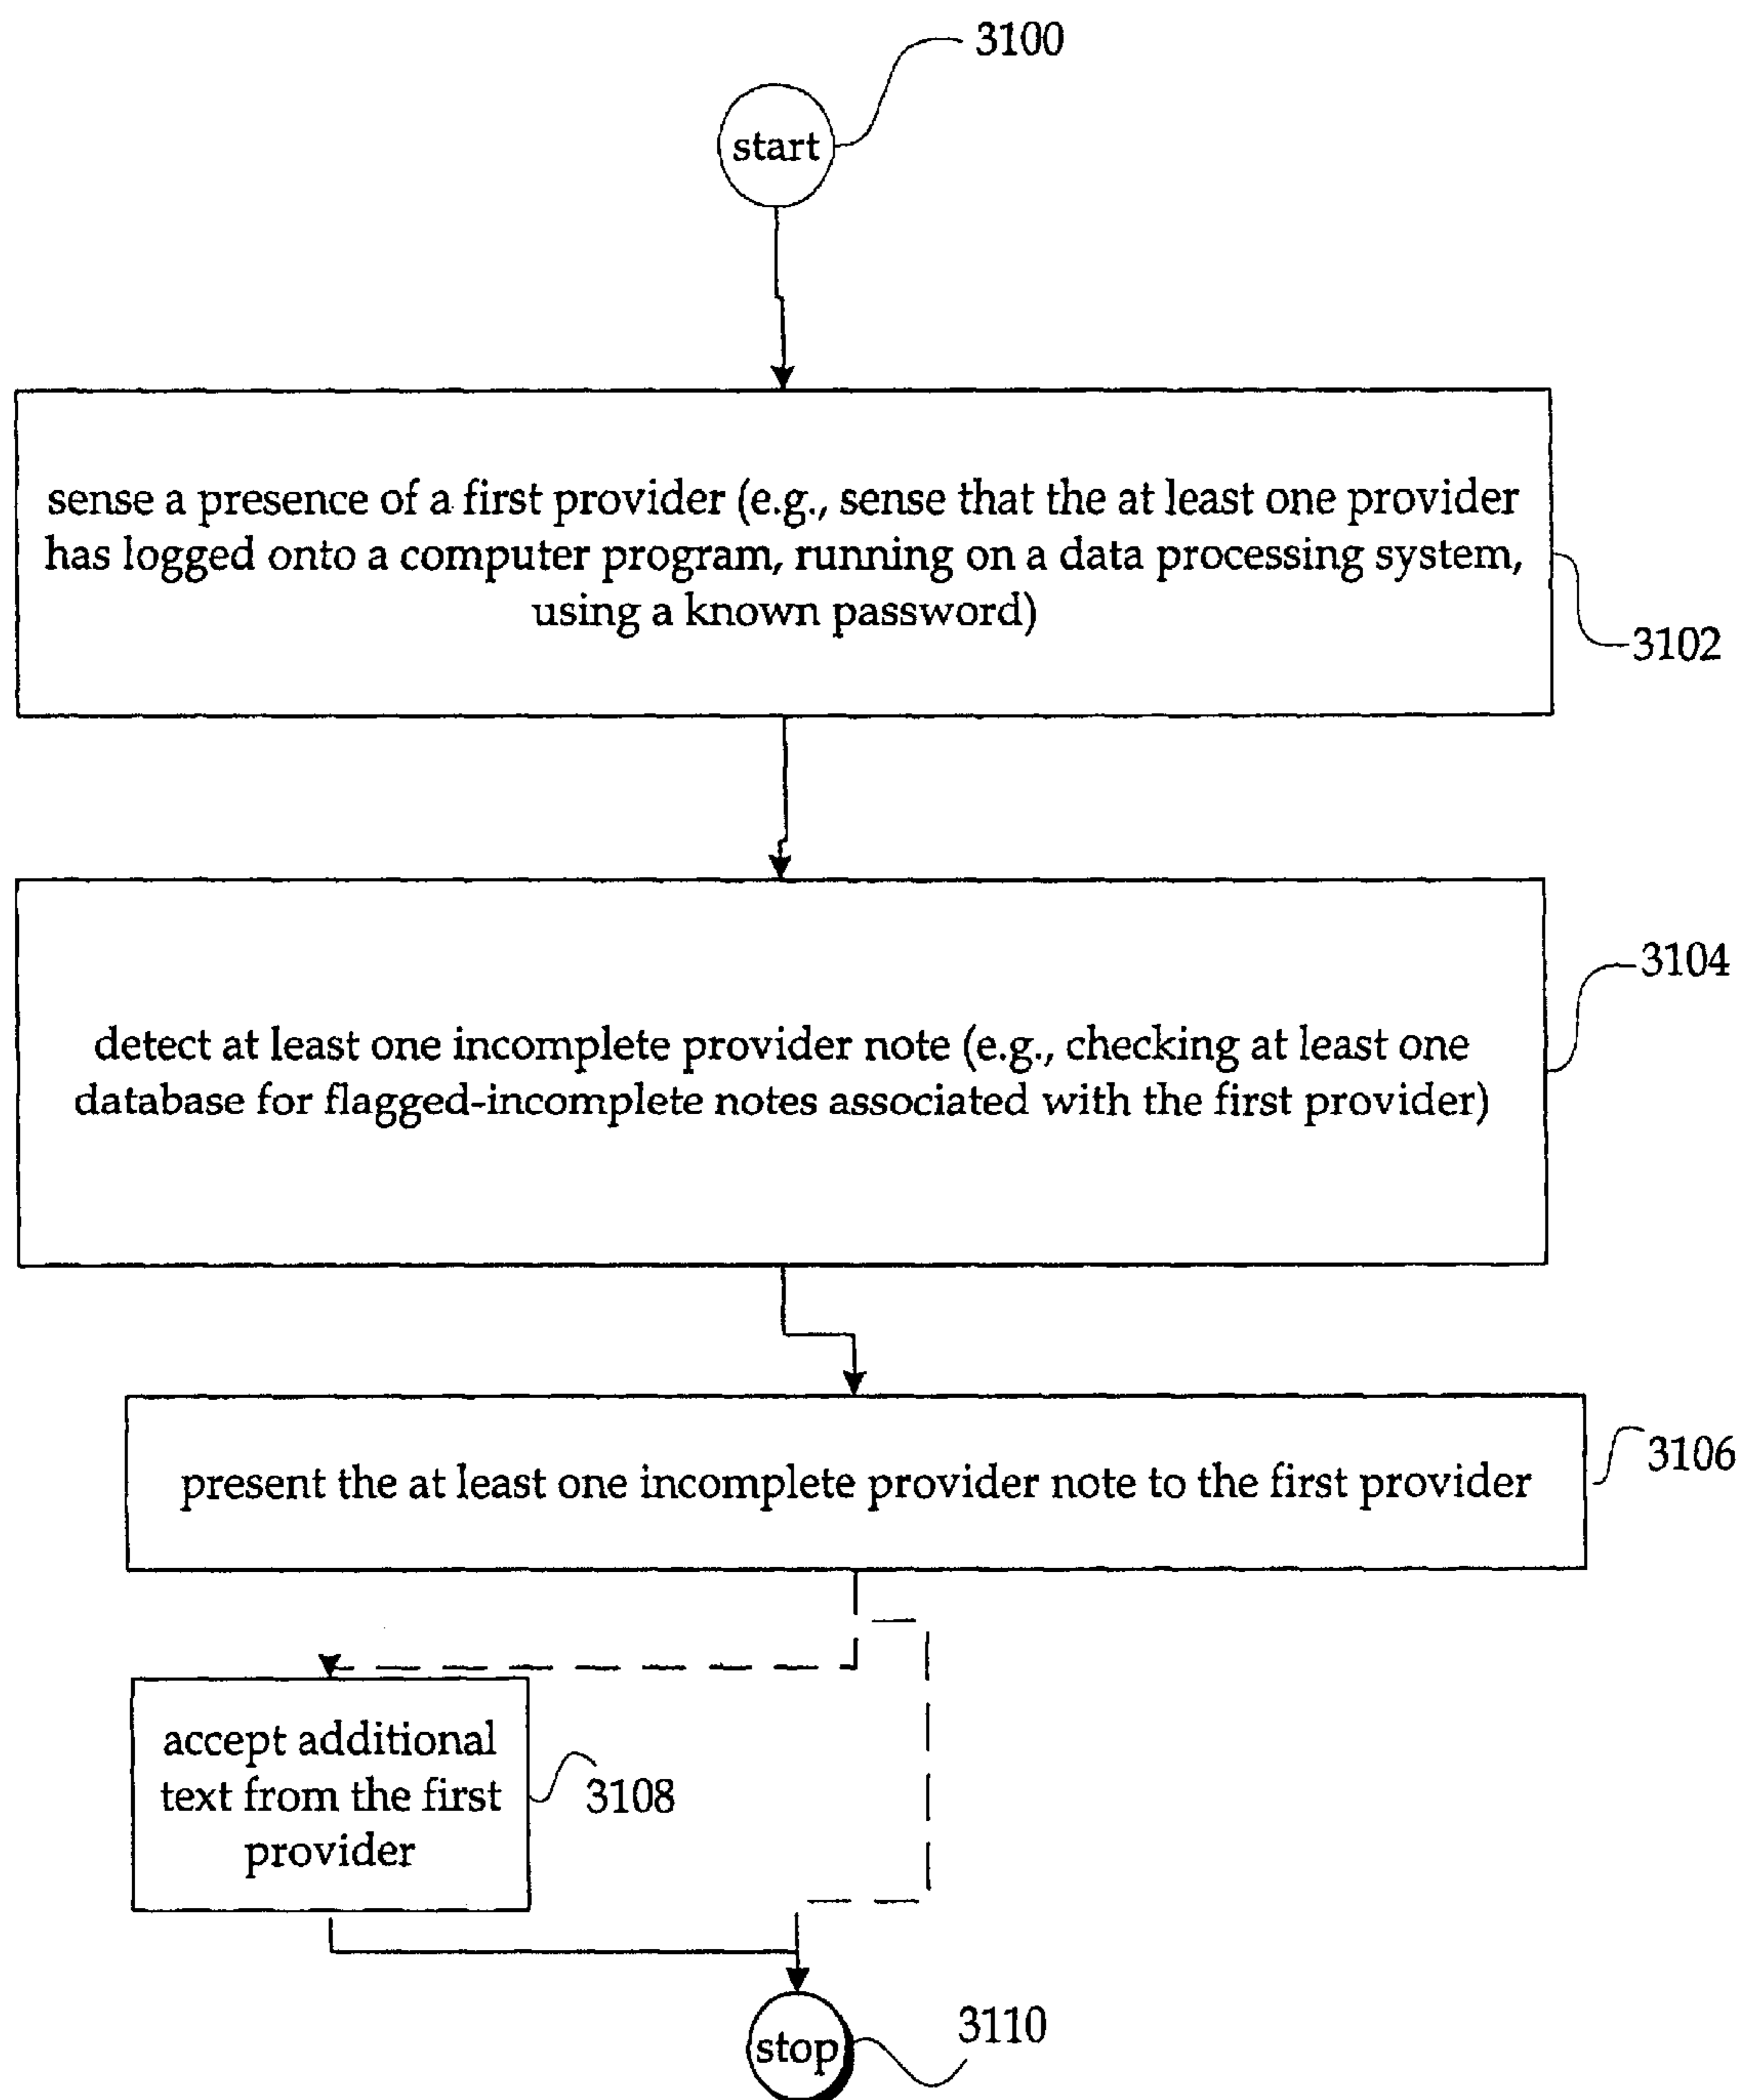 3100
start
sense a presence of a first provider (e.g., sense that the at least one provider
has logged onto a computer program, running on a data processing system,
using a known password)
3102
3104
detect at least one incomplete provider note (e.g., checking at least one
database for flagged-incomplete notes associated with the first provider)
3106
present the at least one incomplete provider note to the first provider
accept additional
text from the first
provider
3108
3110
stop